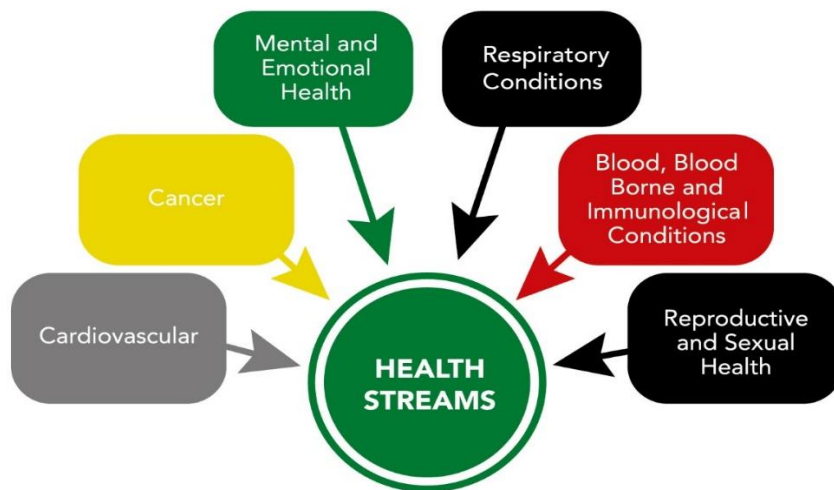 Mental and
Emotional
Health
Respiratory
Conditions
Cancer
Blood, Blood
Borne and
Immunological
Conditions
Cardiovascular
Reproductive
and Sexual
Health
HEALTH
STREAMS